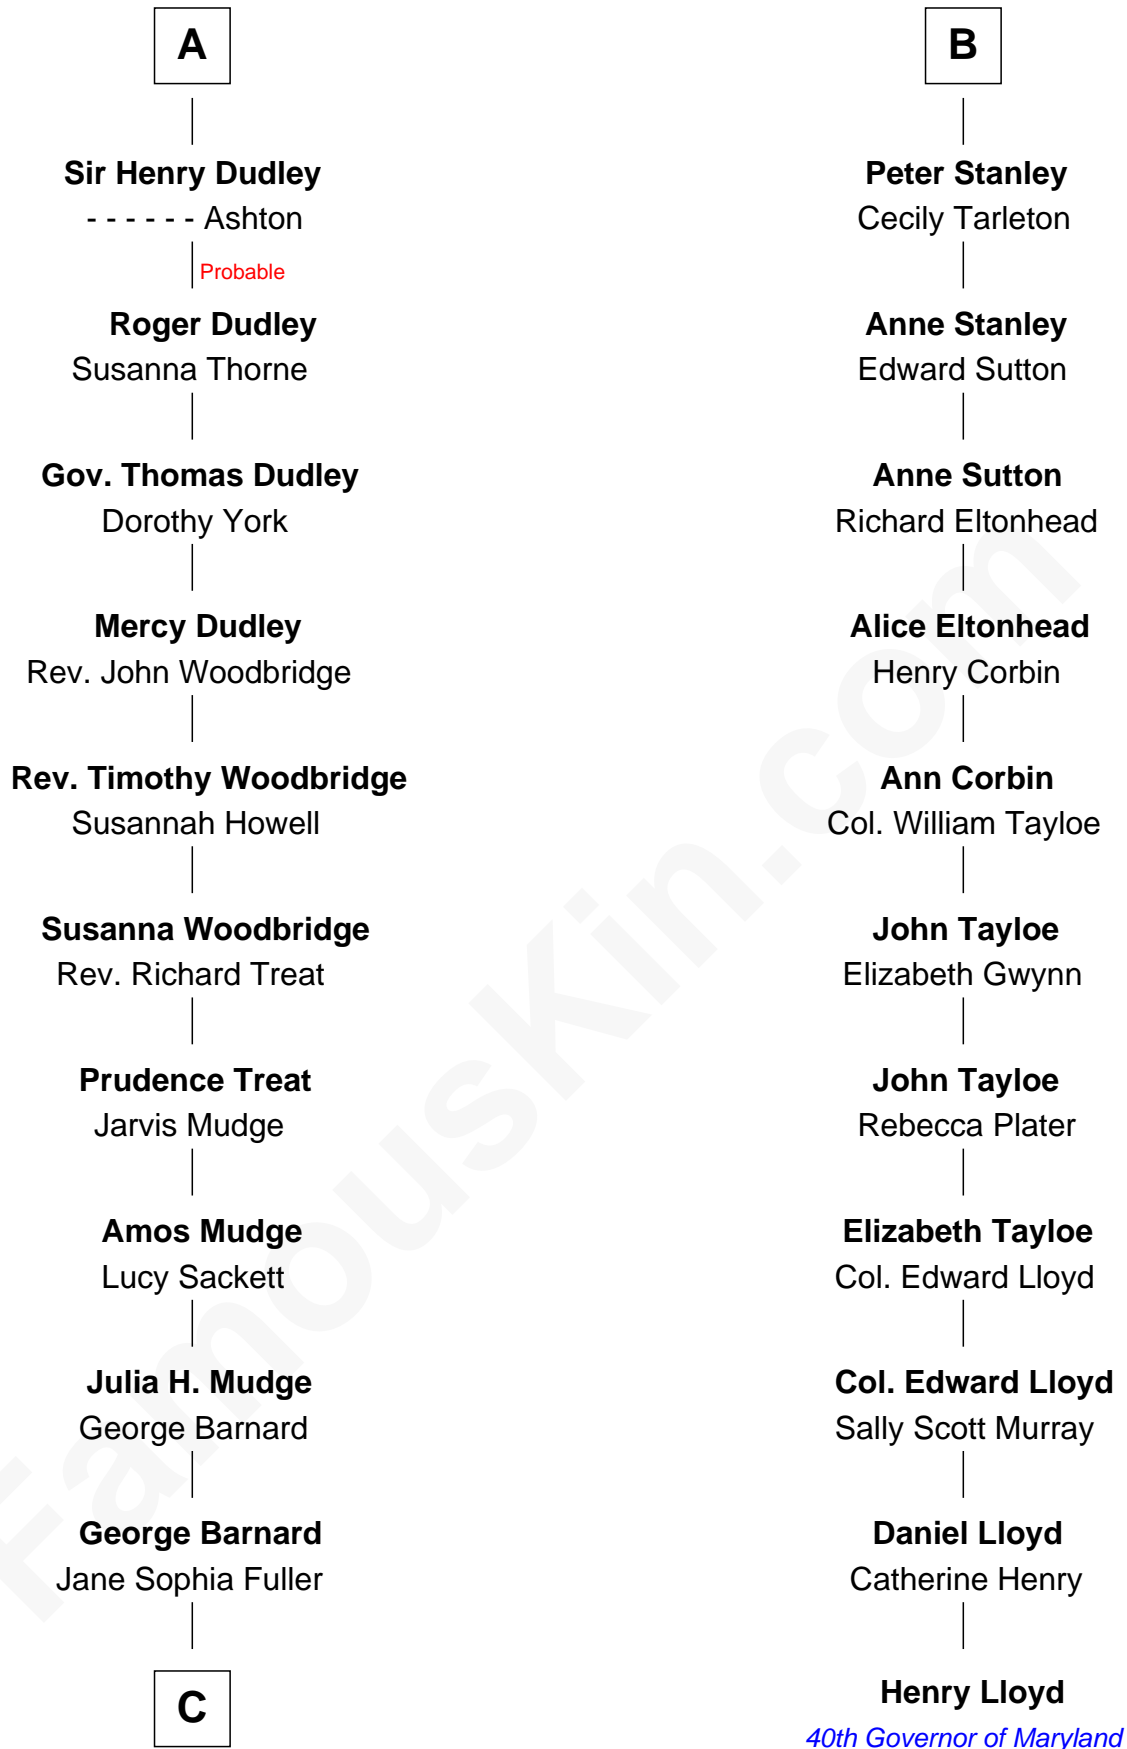 A
Sir Henry Dudley
- - - - - - Ashton
Probable
Roger Dudley
Susanna Thorne
Gov. Thomas Dudley
Dorothy York
Mercy Dudley
Rev. John Woodbridge
Rev. Timothy Woodbridge
Susannah Howell
Susanna Woodbridge
Rev. Richard Treat
Prudence Treat
Jarvis Mudge
Amos Mudge
Lucy Sackett
Julia H. Mudge
George Barnard
George Barnard
Jane Sophia Fuller
C
B
Peter Stanley
Cecily Tarleton
Anne Stanley
Edward Sutton
Anne Sutton
Richard Eltonhead
Alice Eltonhead
Henry Corbin
Ann Corbin
Col. William Tayloe
John Tayloe
Elizabeth Gwynn
John Tayloe
Rebecca Plater
Elizabeth Tayloe
Col. Edward Lloyd
Col. Edward Lloyd
Sally Scott Murray
Daniel Lloyd
Catherine Henry
Henry Lloyd
40th Governor of Maryland
FamousKin.com